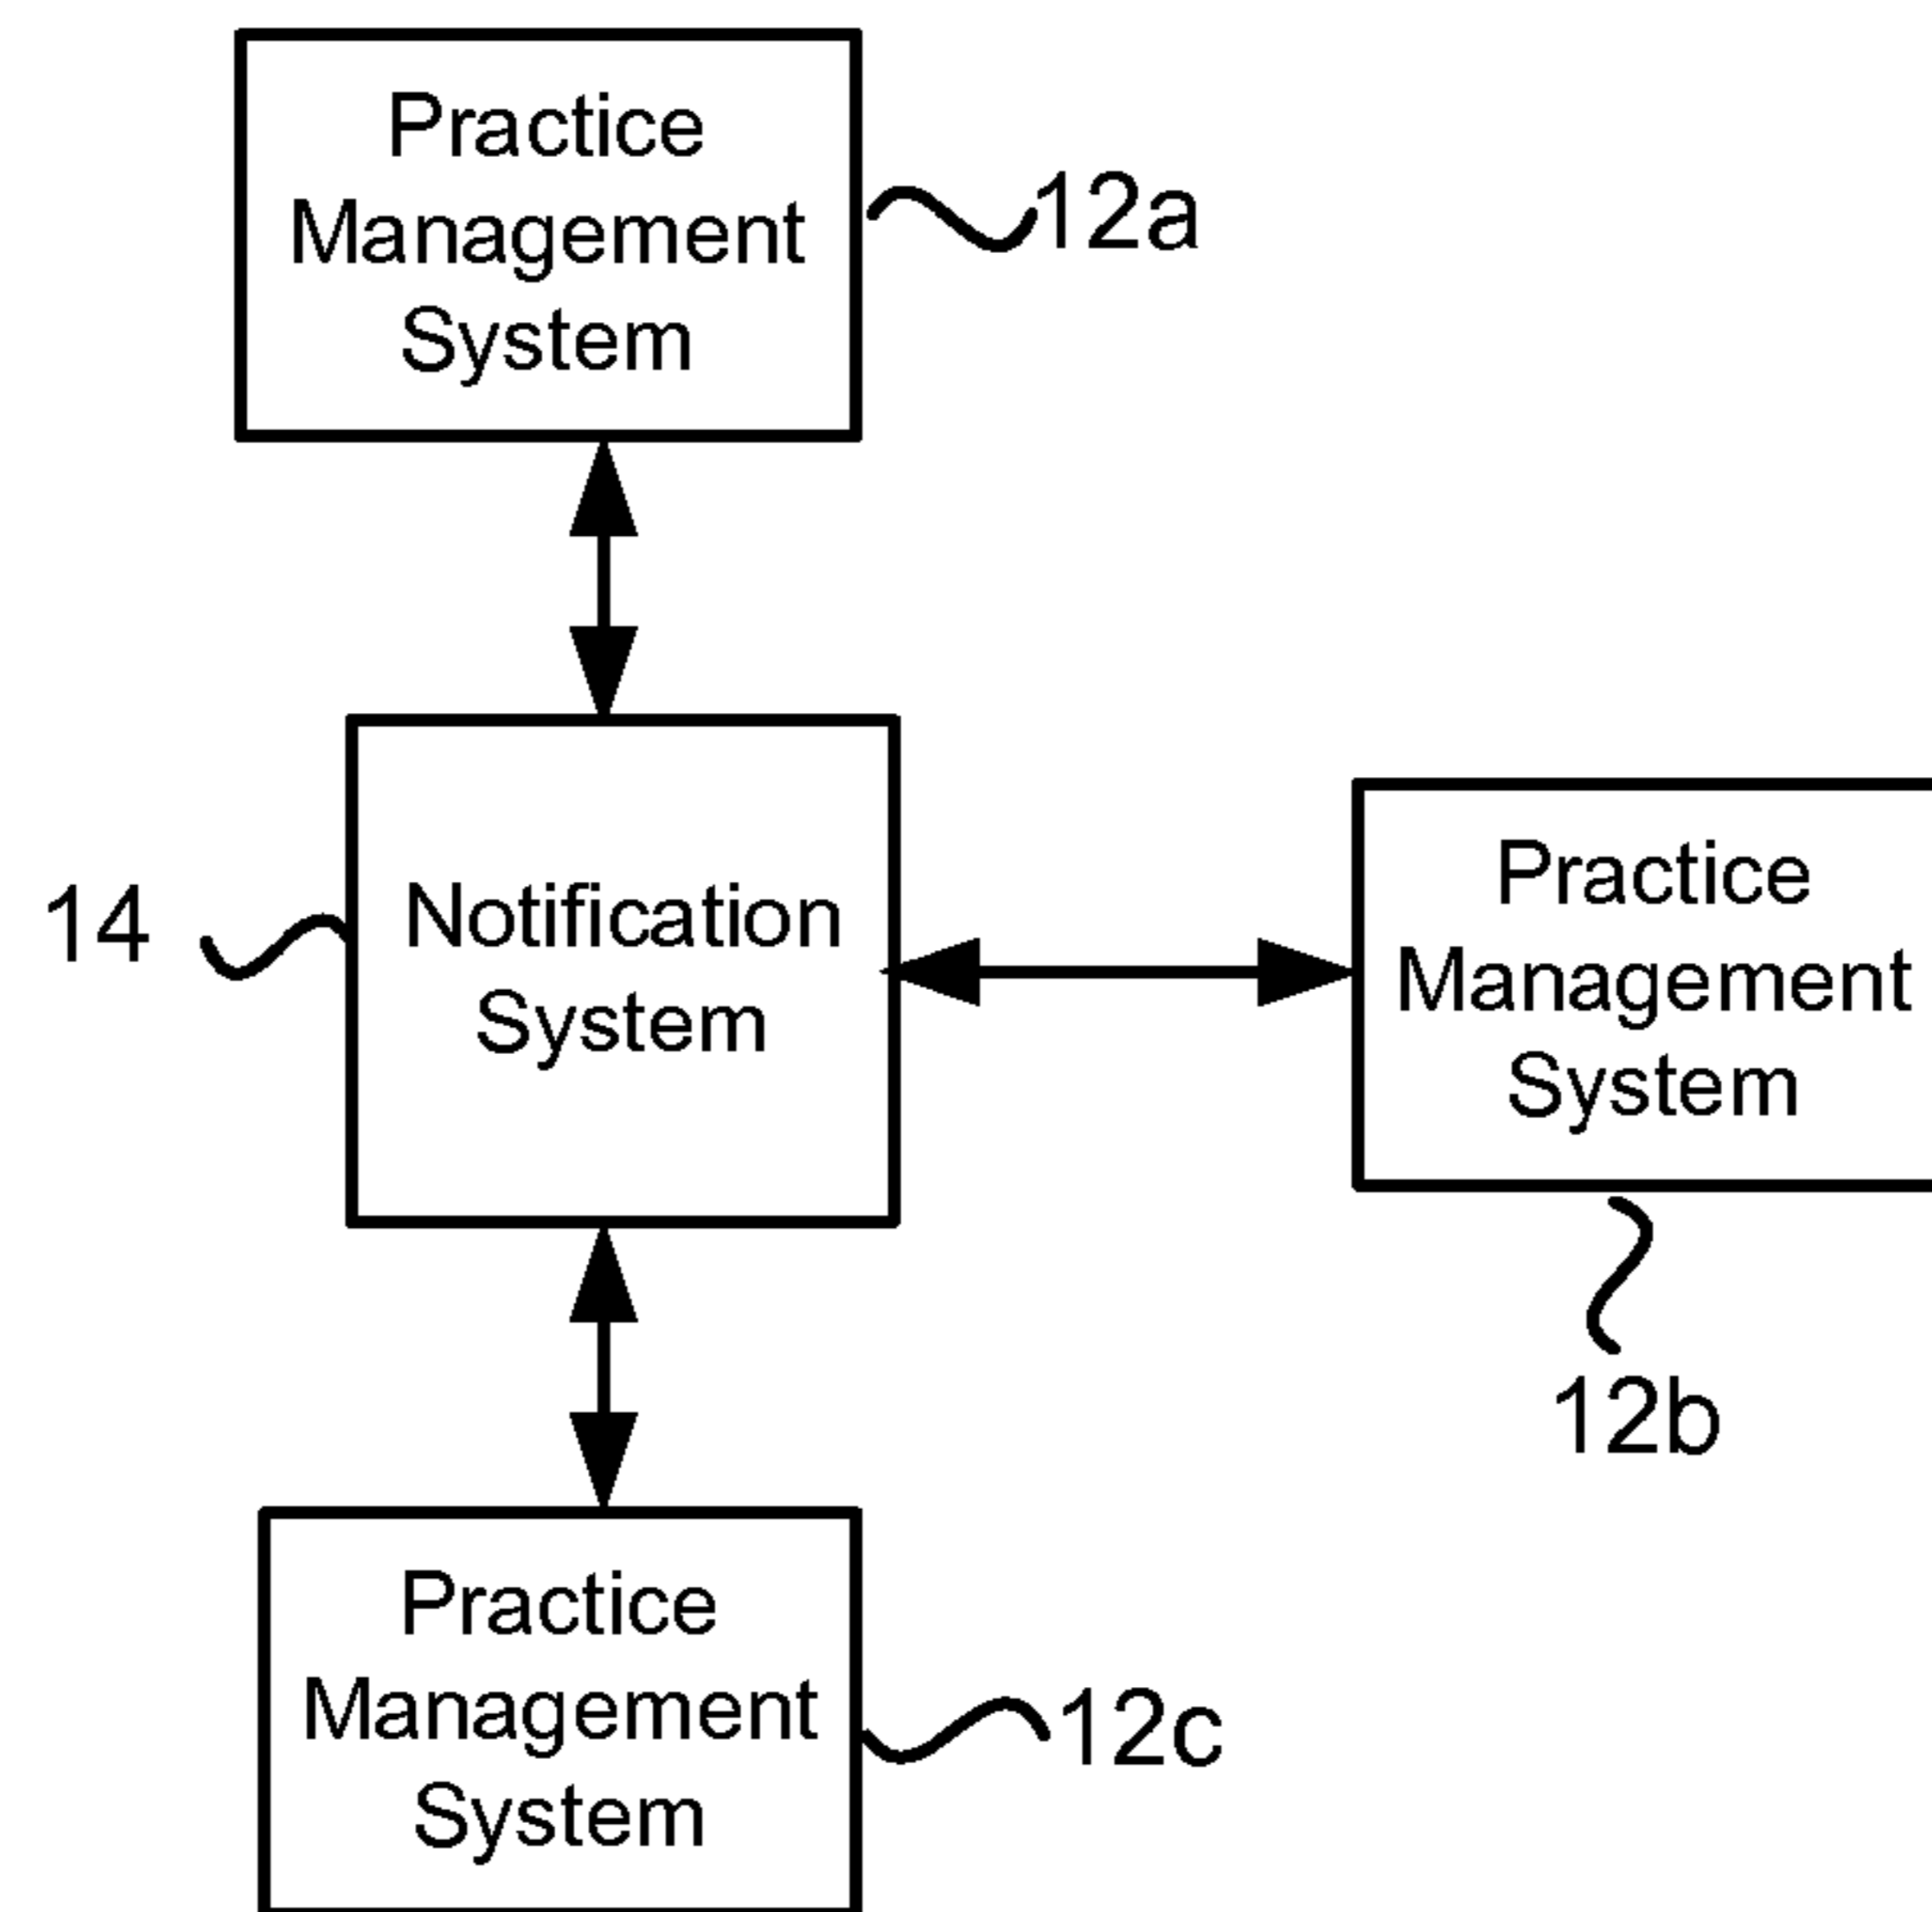 Practice
Management
System
12a
14
Notification
System
Practice
Management
System
12b
Practice
Management
System
12c